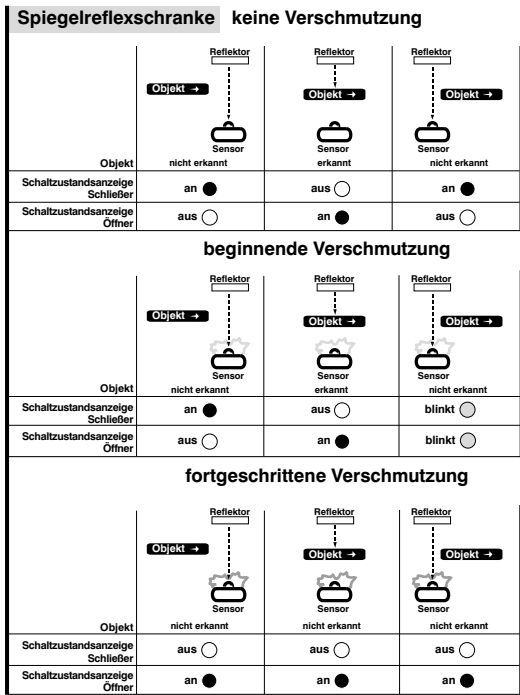 Spiegelreflexschranke keine Verschmutzung
Reflektor Reflektor Reflektor
Objekt → Objekt → Objekt →
Sensor Sensor Sensor
Objekt nicht erkannt erkannt nicht erkannt
Schaltzustandsanzeige
Schließer an aus an
Schaltzustandsanzeige
Öffner aus an aus
beginnende Verschmutzung
Reflektor Reflektor Reflektor
Objekt → Objekt → Objekt →
Sensor Sensor Sensor
Objekt nicht erkannt erkannt nicht erkannt
Schaltzustandsanzeige
Schließer an aus blinkt
Schaltzustandsanzeige
Öffner aus an blinkt
fortgeschrittene Verschmutzung
Reflektor Reflektor Reflektor
Objekt → Objekt → Objekt →
Sensor Sensor Sensor
Objekt nicht erkannt nicht erkannt nicht erkannt
Schaltzustandsanzeige
Schließer aus aus aus
Schaltzustandsanzeige
Öffner an an an